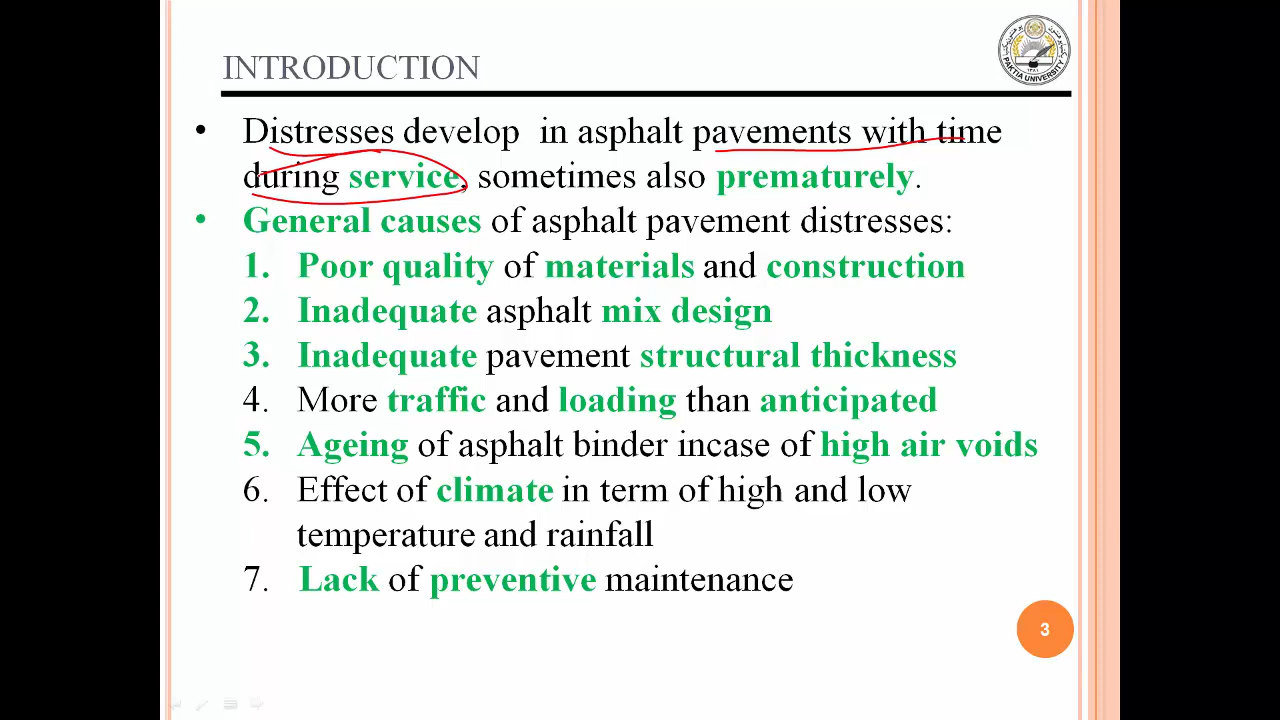 INTRODUCTION
PAKTIA UNIVERSITY
• Distresses develop in asphalt pavements with time
during service, sometimes also prematurely.
• General causes of asphalt pavement distresses:
1. Poor quality of materials and construction
2. Inadequate asphalt mix design
3. Inadequate pavement structural thickness
4. More traffic and loading than anticipated
5. Ageing of asphalt binder incase of high air voids
6. Effect of climate in term of high and low
temperature and rainfall
7. Lack of preventive maintenance
3